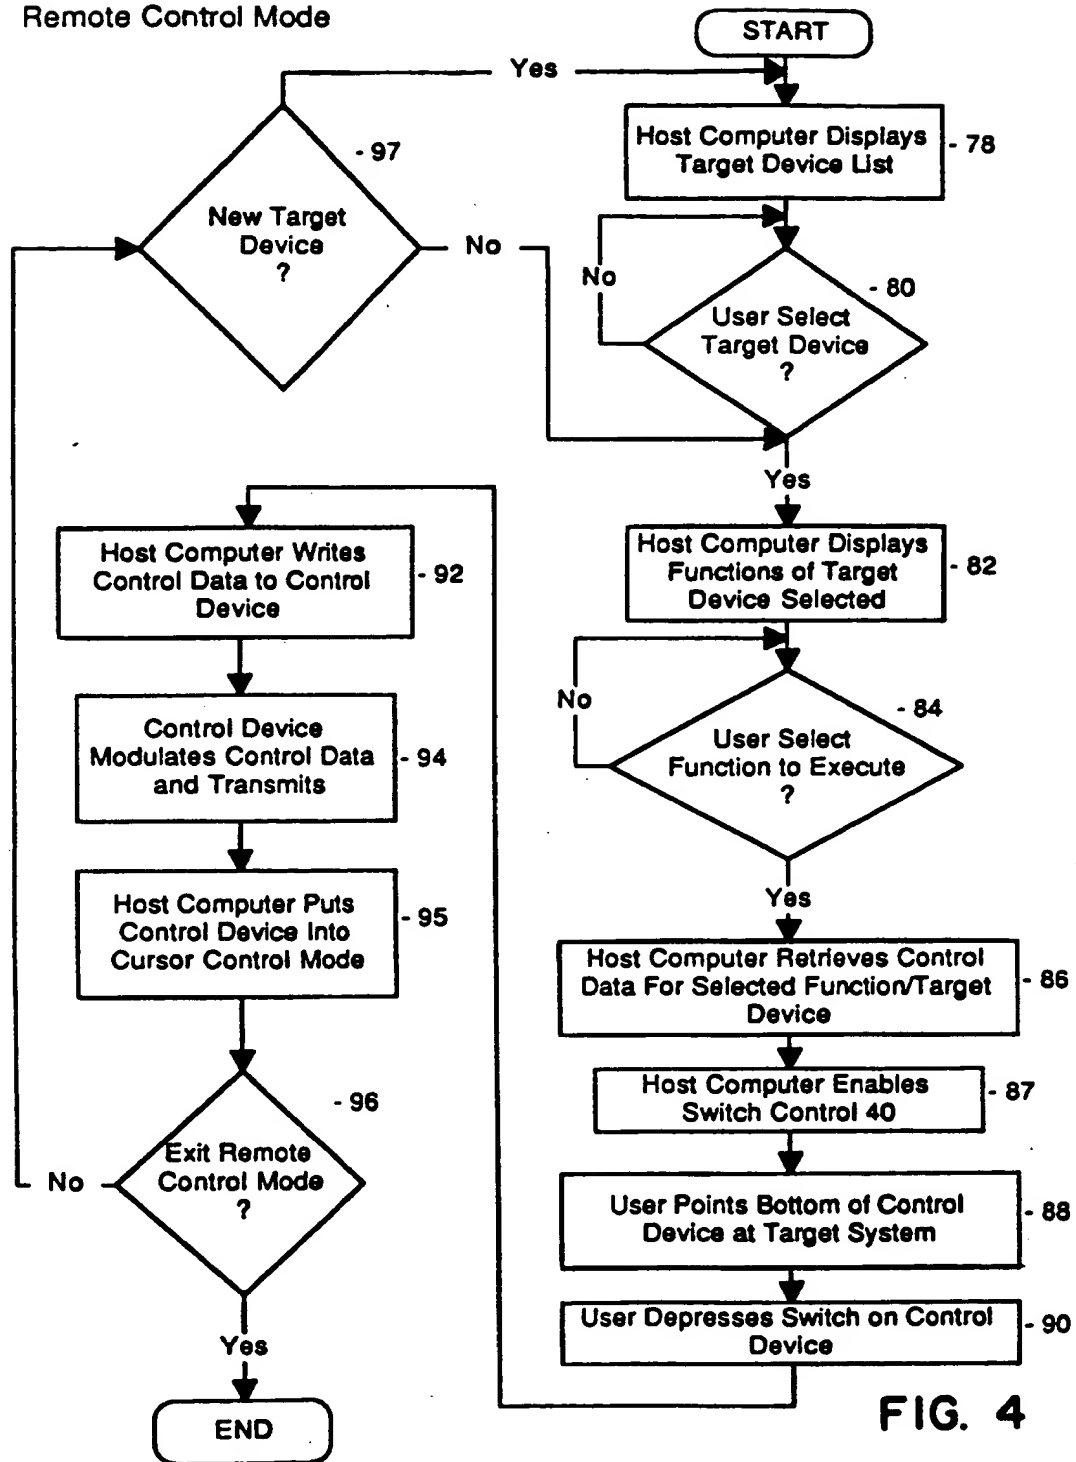 Remote Control Mode
START
Yes
Host Computer Displays
Target Device List
- 78
- 97
New Target
Device
?
No
No
- 80
User Select
Target Device
?
Yes
Host Computer Displays
Functions of Target
Device Selected
- 82
No
- 84
User Select
Function to Execute
?
Yes
Host Computer Retrieves Control
Data For Selected Function/Target
Device
- 86
Host Computer Enables
Switch Control 40
- 87
User Points Bottom of Control
Device at Target System
- 88
User Depresses Switch on Control
Device
- 90
Host Computer Writes
Control Data to Control
Device
- 92
Control Device
Modulates Control Data
and Transmits
- 94
Host Computer Puts
Control Device Into
Cursor Control Mode
- 95
- 96
Exit Remote
Control Mode
?
No
Yes
END
FIG. 4